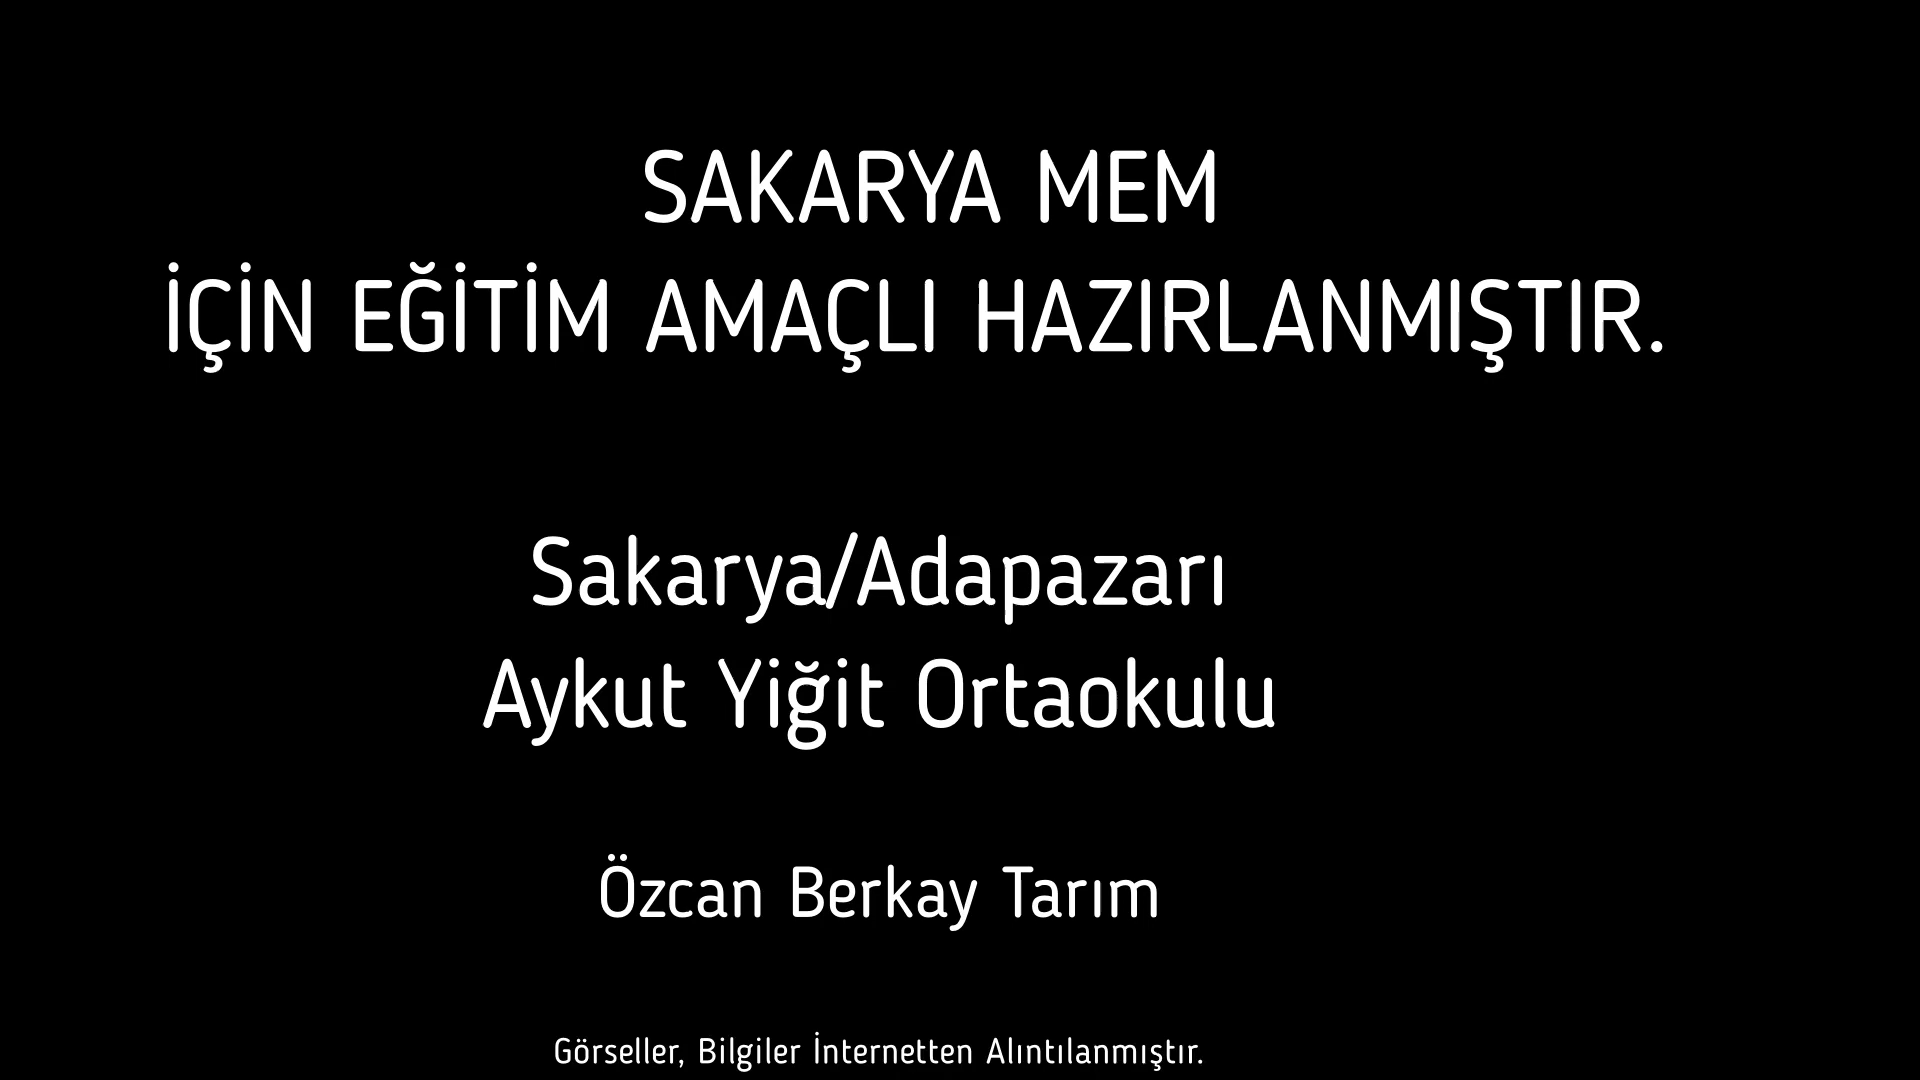 SAKARYA MEM
İÇİN EĞİTİM AMAÇLI HAZIRLANMIŞTIR.
Sakarya/Adapazarı
Aykut Yiğit Ortaokulu
Özcan Berkay Tarım
Görseller, Bilgiler İnternetten Alıntılanmıştır.